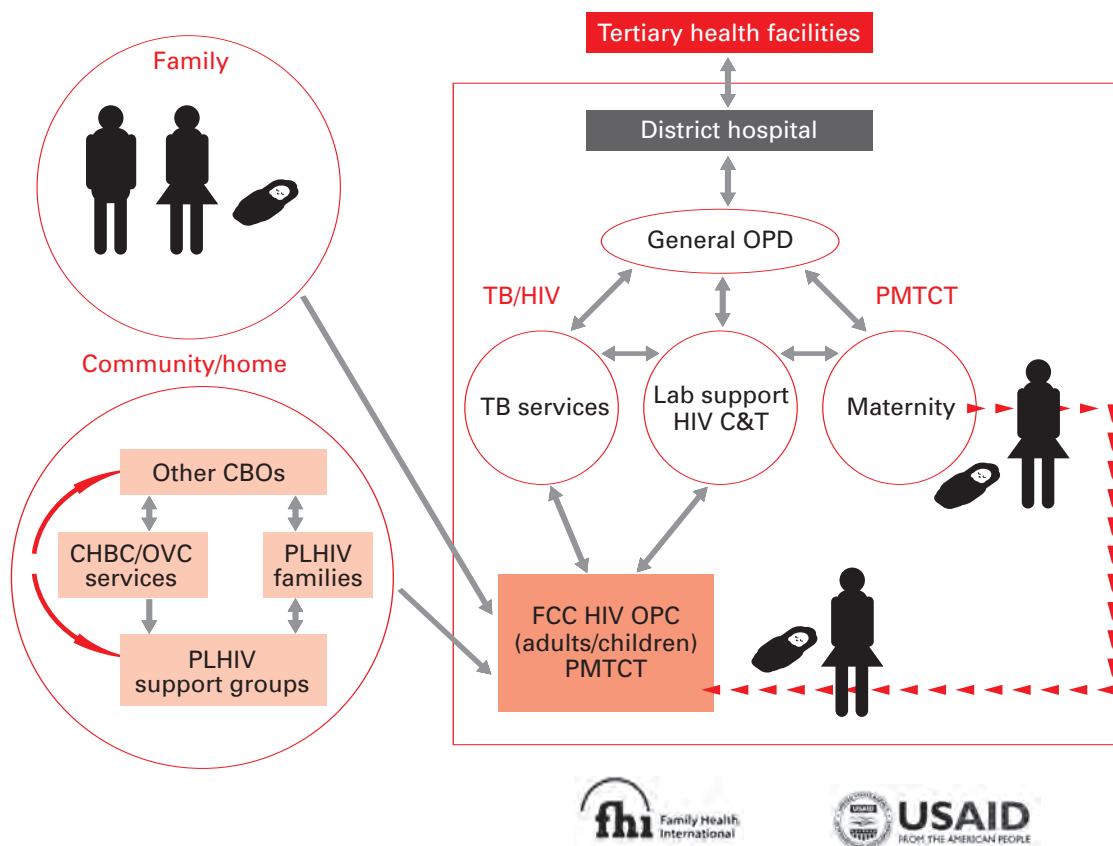 Tertiary health facilities
Family
District hospital
General OPD
TB/HIV
PMTCT
Community/home
TB services
Lab support
HIV C&T
Maternity
Other CBOs
CHBC/OVC
services
PLHIV
families
PLHIV
support groups
FCC HIV OPC
(adults/children)
PMTCT
fhi
Family Health
International
USAID
FROM THE AMERICAN PEOPLE